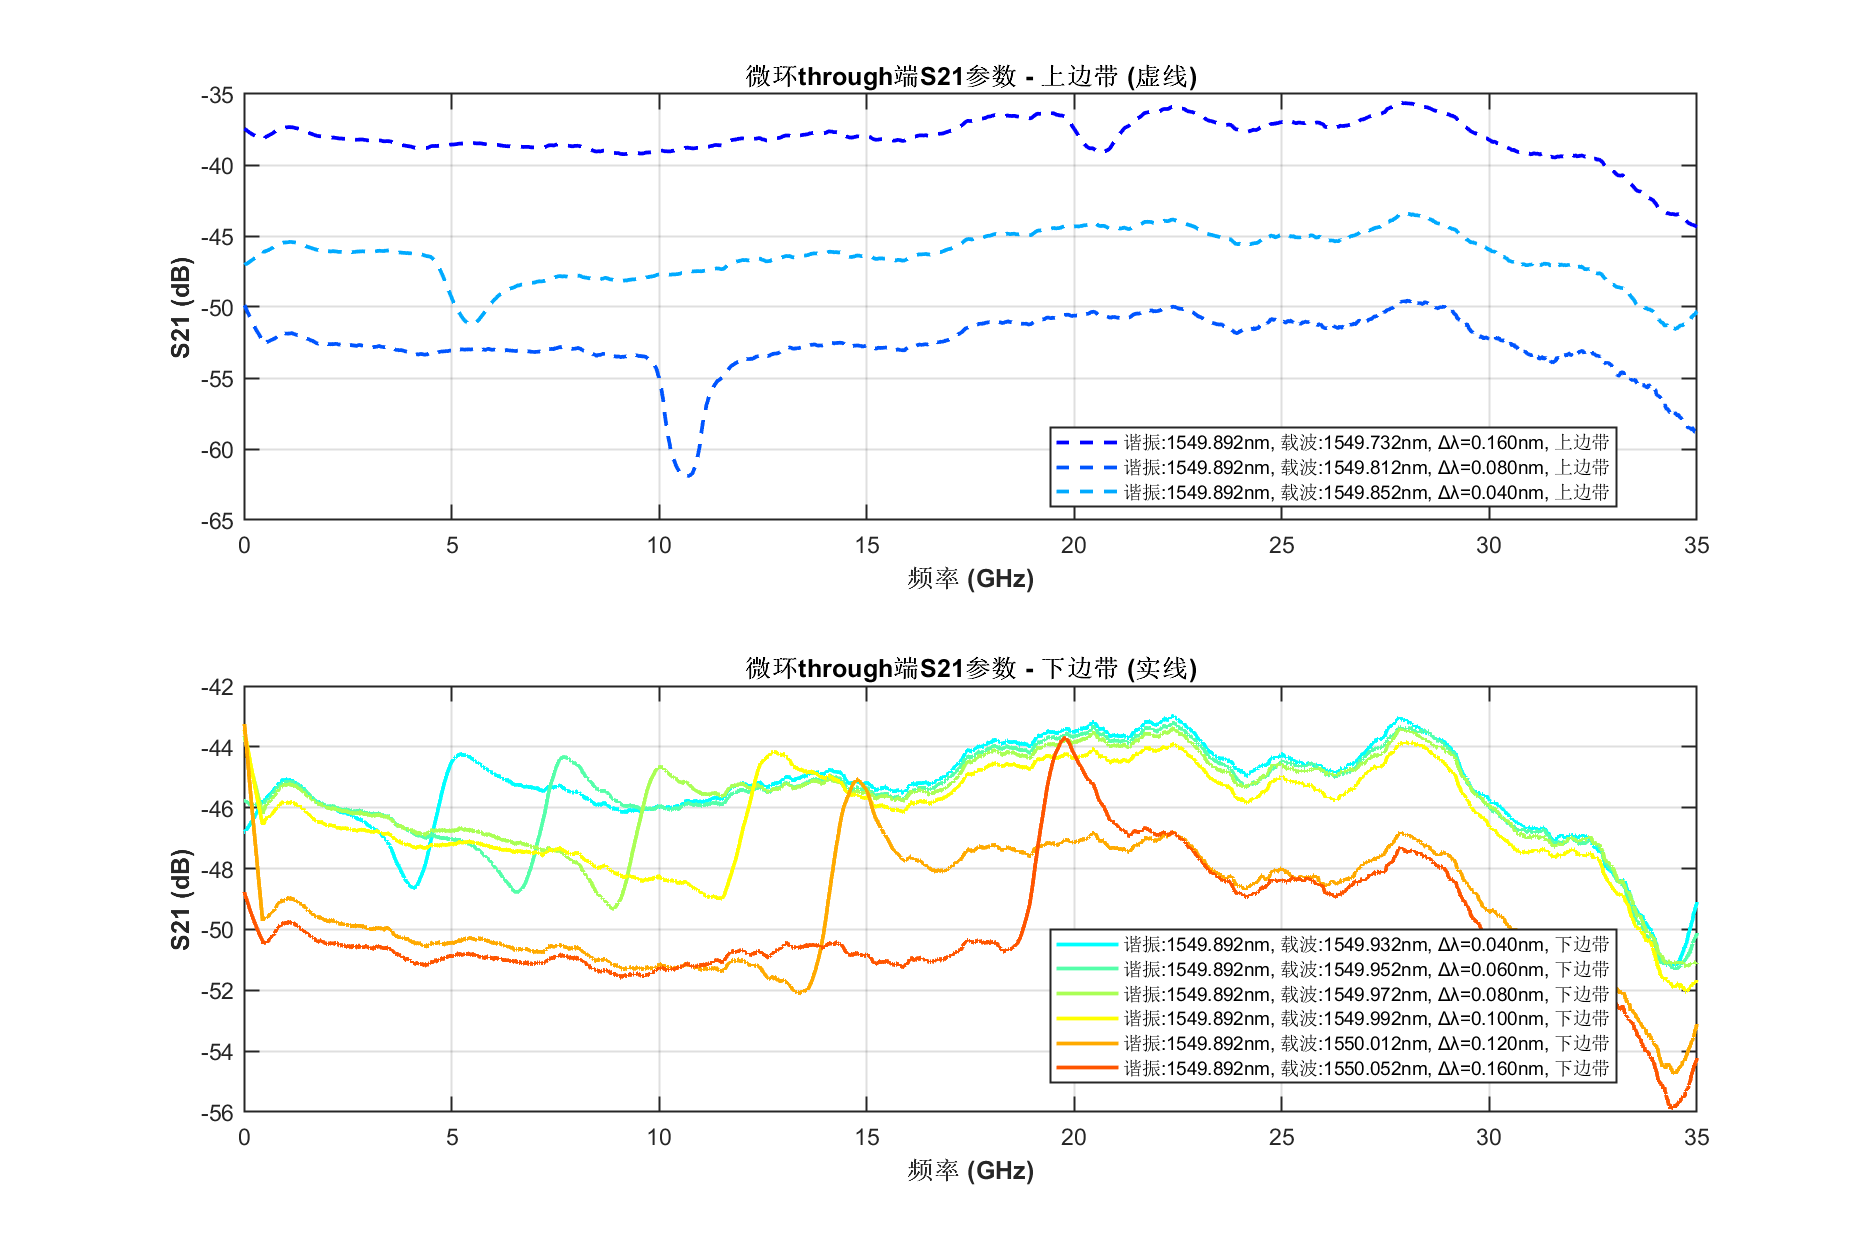 微环through端S21参数 - 上边带 (虚线)
-35
-40
-45
-50
-55
-60
-65
S21 (dB)
谐振:1549.892nm, 载波:1549.732nm, Δλ=0.160nm, 上边带
谐振:1549.892nm, 载波:1549.812nm, Δλ=0.080nm, 上边带
谐振:1549.892nm, 载波:1549.852nm, Δλ=0.040nm, 上边带
0 5 10 15 20 25 30 35
频率 (GHz)
微环through端S21参数 - 下边带 (实线)
-42
-44
-46
-48
-50
-52
-54
-56
S21 (dB)
谐振:1549.892nm, 载波:1549.932nm, Δλ=0.040nm, 下边带
谐振:1549.892nm, 载波:1549.952nm, Δλ=0.060nm, 下边带
谐振:1549.892nm, 载波:1549.972nm, Δλ=0.080nm, 下边带
谐振:1549.892nm, 载波:1549.992nm, Δλ=0.100nm, 下边带
谐振:1549.892nm, 载波:1550.012nm, Δλ=0.120nm, 下边带
谐振:1549.892nm, 载波:1550.052nm, Δλ=0.160nm, 下边带
0 5 10 15 20 25 30 35
频率 (GHz)